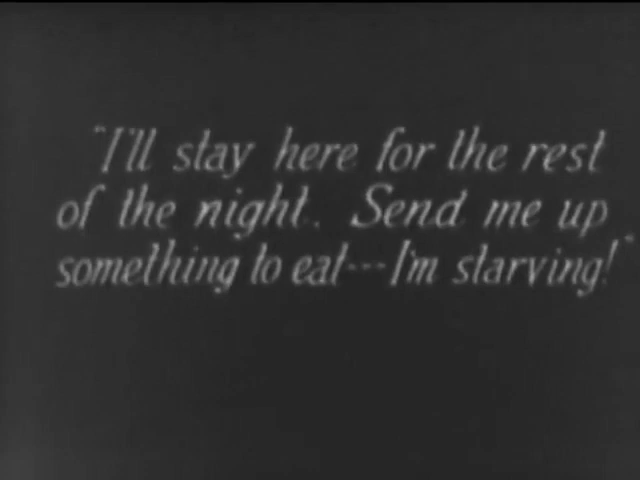 "I'll stay here for the rest
of the night. Send me up
something to eat---I'm starving!"